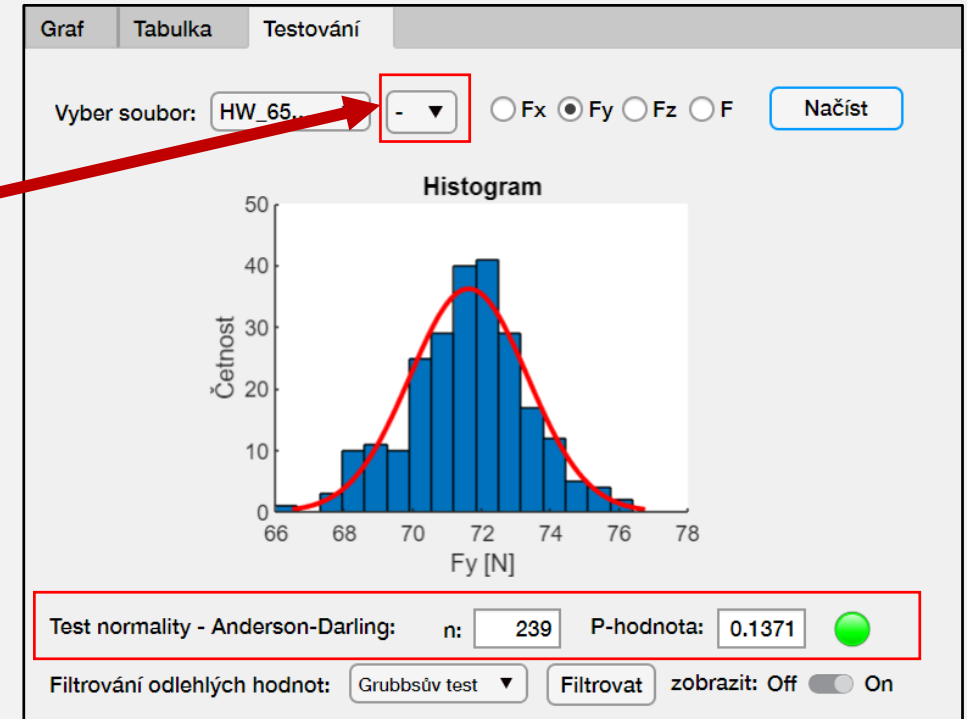 Graf Tabulka Testování
Vyber soubor: HW_65... - ▼ Fx Fy Fz F Načíst
Histogram
50
40
30
20
10
0
Četnost
66 68 70 72 74 76 78
Fy [N]
Test normality - Anderson-Darling: n: 239 P-hodnota: 0.1371
Filtrování odlehlých hodnot: Grubbsův test ▼ Filtrovat zobrazit: Off On